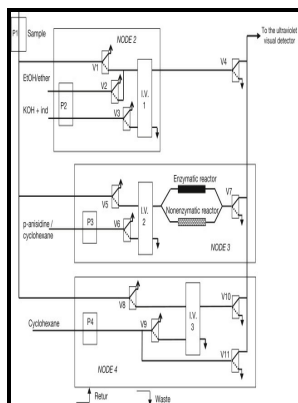 P1 Sample
To the ultraviolet
visual detector
NODE 2
V1
V4
EtOH/ether
V2
P2
I.V.
1
KOH + ind
V3
Enzymatic reactor
V5
V7
I.V.
2
p-anisidine /
cyclohexane
P3
V6
Nonenzymatic reactor
NODE 3
V8
V10
I.V.
3
Cyclohexane
P4
V9
V11
NODE 4
Retur
Waste